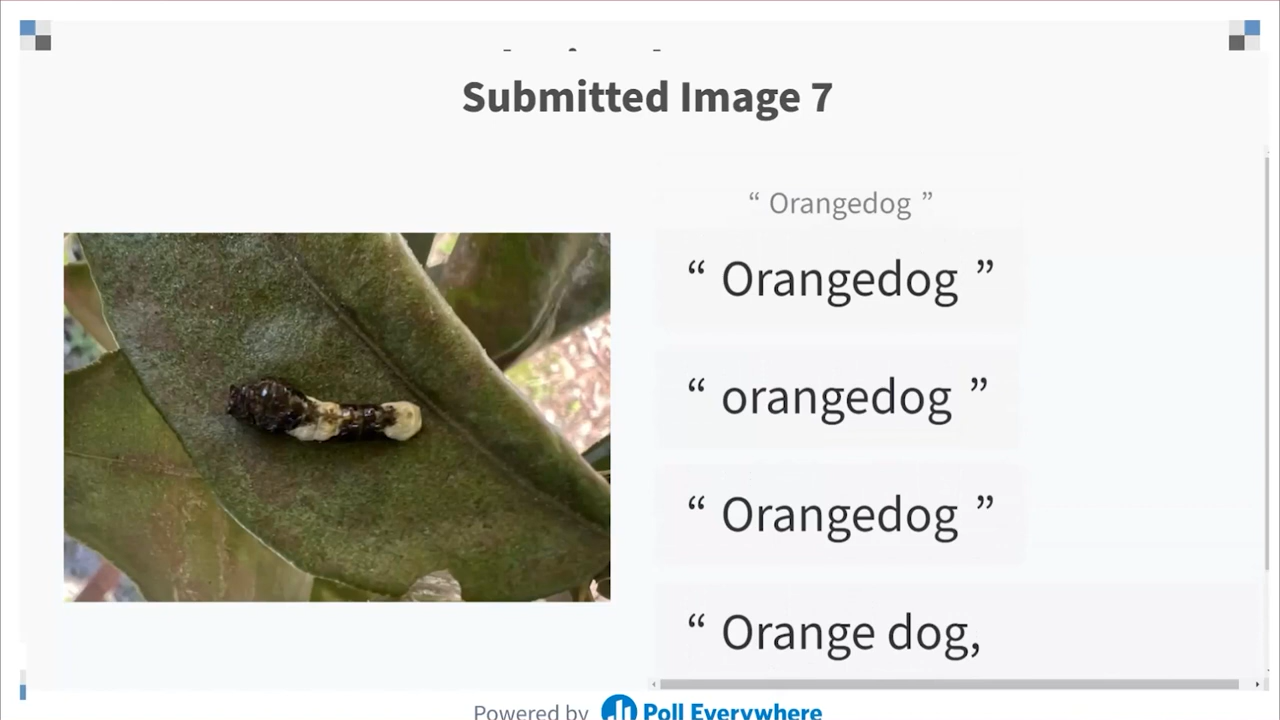 Submitted Image 7
“ Orangedog ”
“ Orangedog ”
“ orangedog ”
“ Orangedog ”
“ Orange dog,
Powered by Poll Everywhere